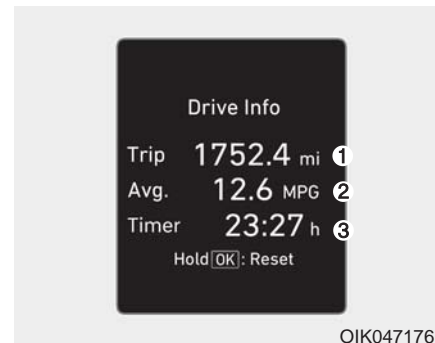 Drive Info
Trip 1752.4 mi ①
Avg. 12.6 MPG ②
Timer 23:27 h ③
Hold OK : Reset
OIK047176